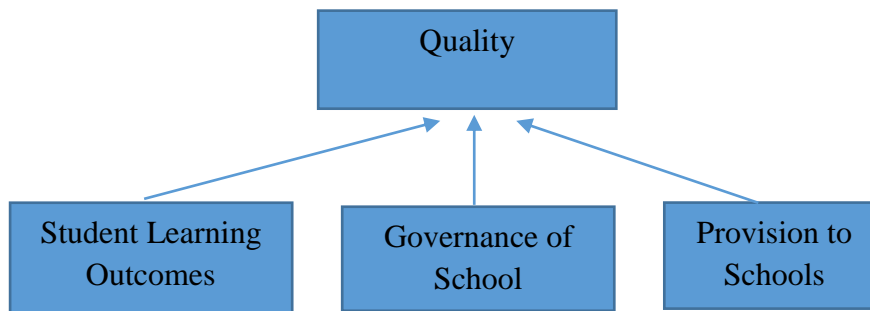 Quality
Student Learning
Outcomes
Governance of
School
Provision to
Schools